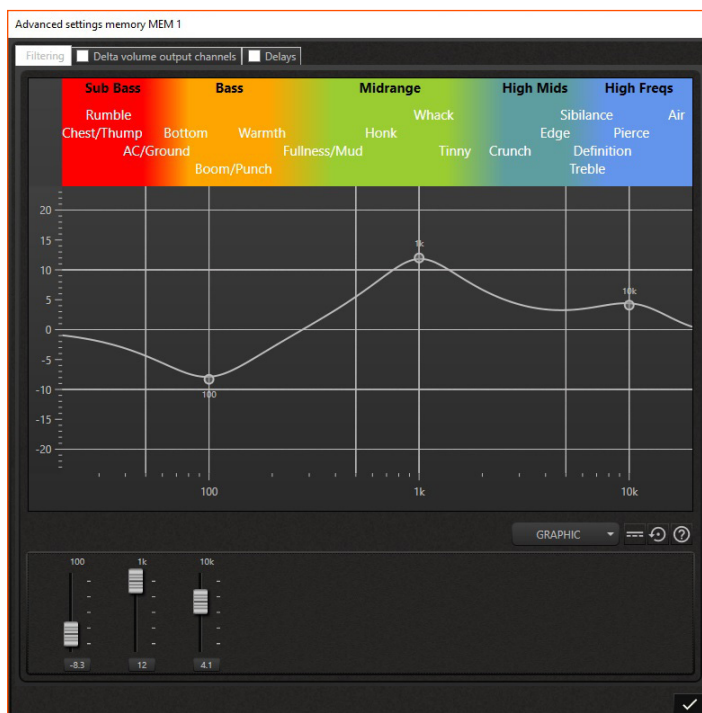 Advanced settings memory MEM 1
Filtering Delta volume output channels Delays
Sub Bass Bass Midrange High Mids High Freqs
Rumble Whack Sibilance Air
Chest/Thump Bottom Warmth Honk Edge Pierce
AC/Ground Fullness/Mud Tinny Crunch Definition
Boom/Punch Treble
20
15
1k
10
10k
5
0
-5
-10
100
-15
-20
100 1k 10k
GRAPHIC
100 1k 10k
-8.3 12 4.1